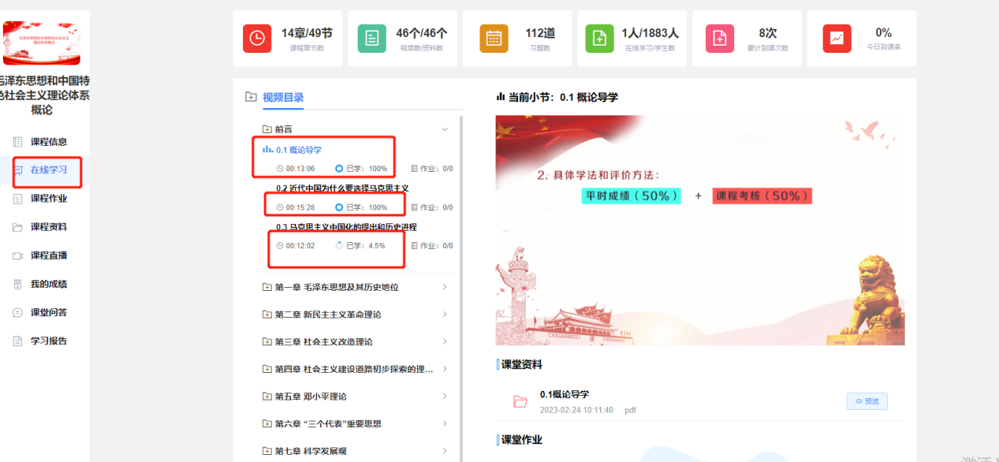 毛泽东思想和中国特
色社会主义理论体系
概论
课程信息
在线学习
课程作业
课程资料
课程直播
我的成绩
课堂问答
学习报告
14章/49节
课程章节数
46个/46个
视频数/资料数
112道
习题数
1人/1883人
在线学习/学生数
8次
累计到课次数
0%
今日到课率
视频目录
前言
0.1 概论导学
00:13:06 已学：100% 作业：0/0
0.2 近代中国为什么要选择马克思主义
00:15:28 已学：100% 作业：0/0
0.3 马克思主义中国化的提出和历史进程
00:12:02 已学：4.5% 作业：0/0
第一章 毛泽东思想及其历史地位
第二章 新民主主义革命理论
第三章 社会主义改造理论
第四章 社会主义建设道路初步探索的理...
第五章 邓小平理论
第六章 “三个代表”重要思想
第七章 科学发展观
当前小节：0.1 概论导学
2. 具体学法和评价方法：
平时成绩（50%） + 课程考核（50%）
课堂资料
0.1概论导学
2023-02-24 10:11:40 pdf
预览
课堂作业